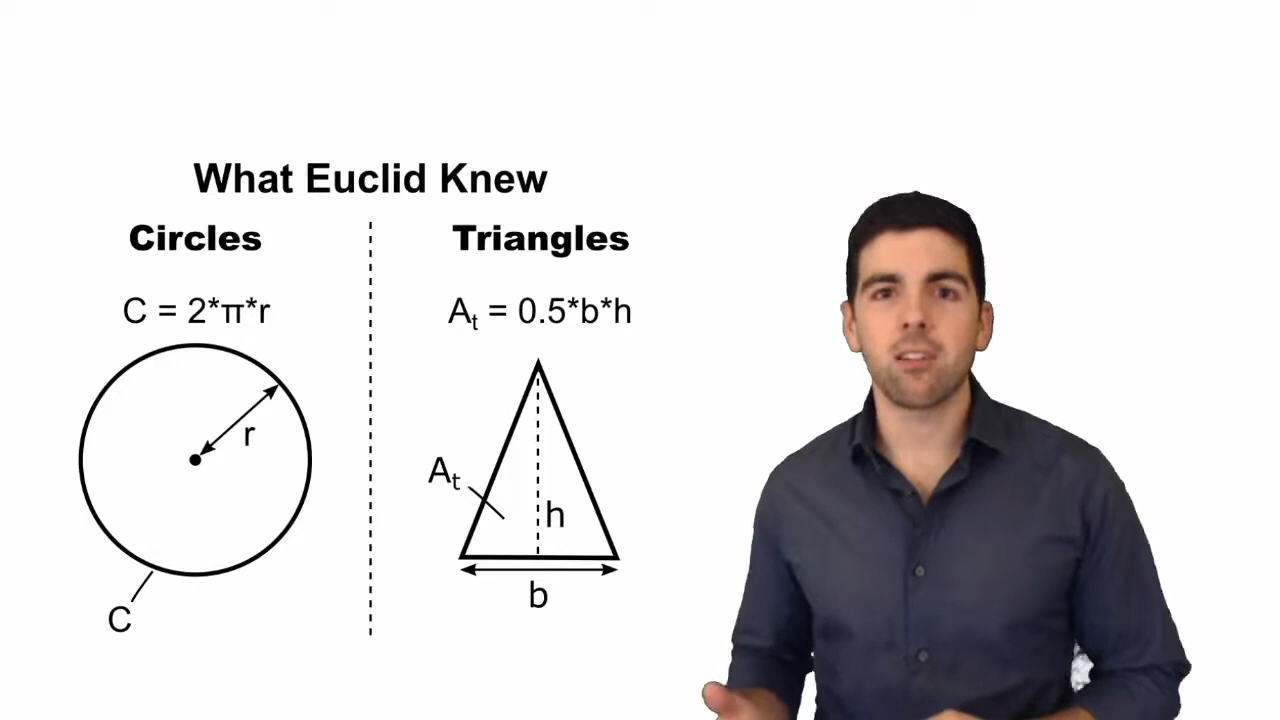 What Euclid Knew
Circles
C = 2*π*r
r
C
Triangles
Aₜ = 0.5*b*h
Aₜ
h
b